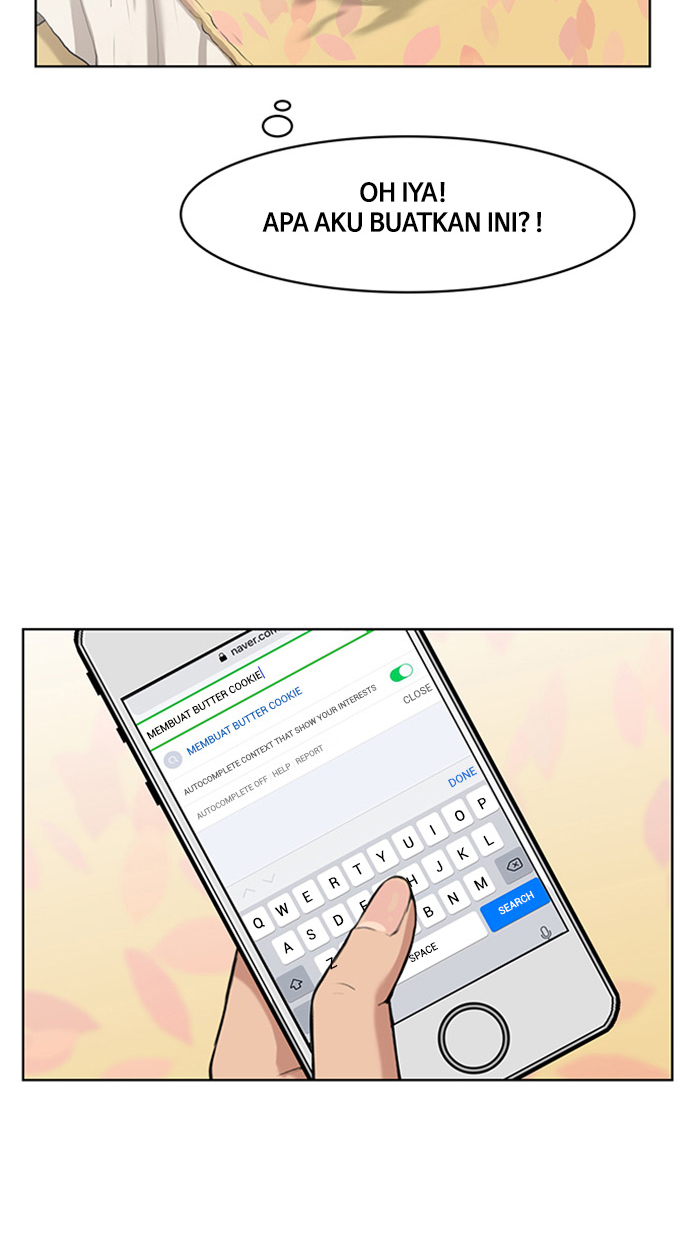 OH IYA!
APA AKU BUATKAN INI?!
naver.com
MEMBUAT BUTTER COOKIE
MEMBUAT BUTTER COOKIE
AUTOCOMPLETE CONTEXT THAT SHOW YOUR INTERESTS
AUTOCOMPLETE OFF HELP REPORT
CLOSE
DONE
Q W E R T Y U I O P
A S D F H J K L
Z B N M
SPACE
SEARCH